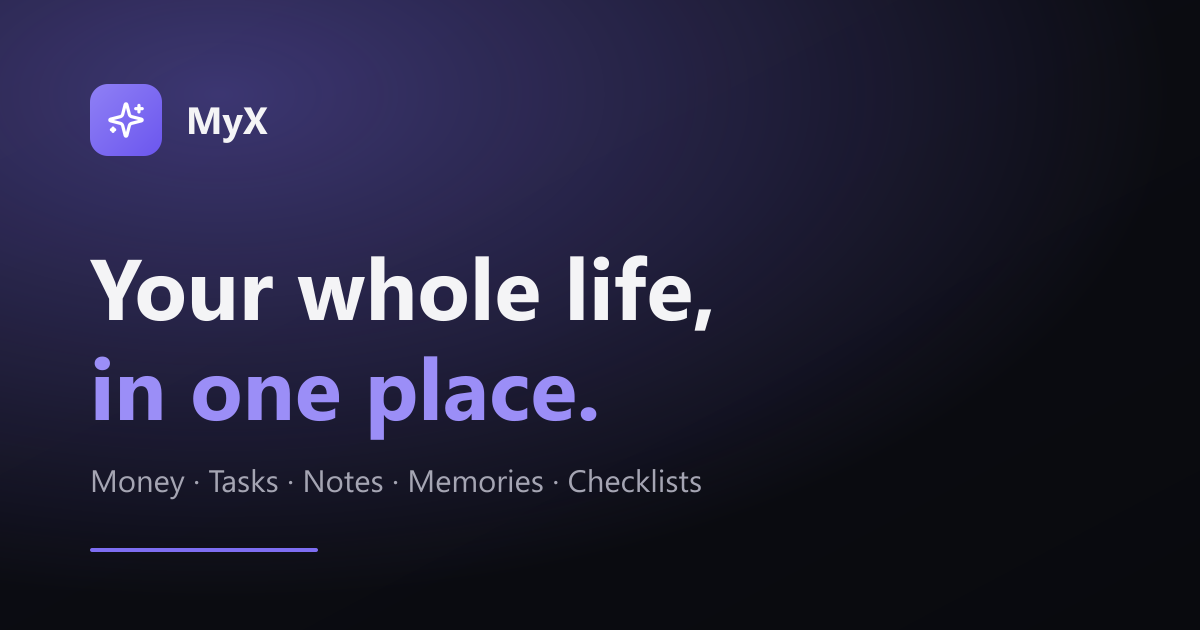 MyX
Your whole life,
in one place.
Money · Tasks · Notes · Memories · Checklists